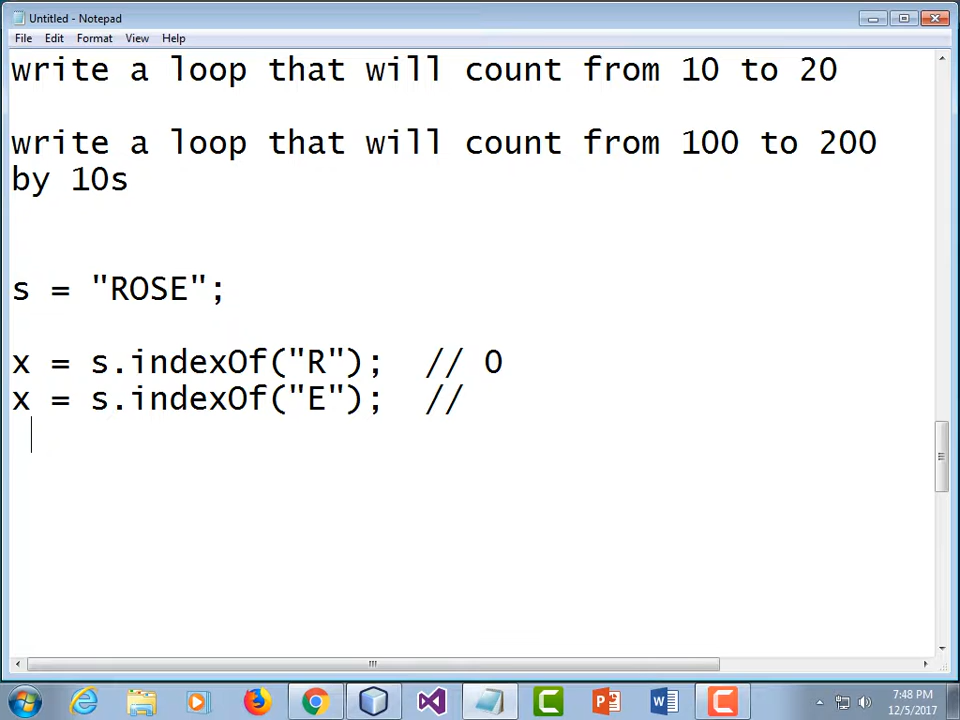 Untitled - Notepad
File Edit Format View Help
write a loop that will count from 10 to 20
write a loop that will count from 100 to 200
by 10s
s = "ROSE";
x = s.indexOf("R");  // 0
x = s.indexOf("E");  //
7:48 PM
12/5/2017